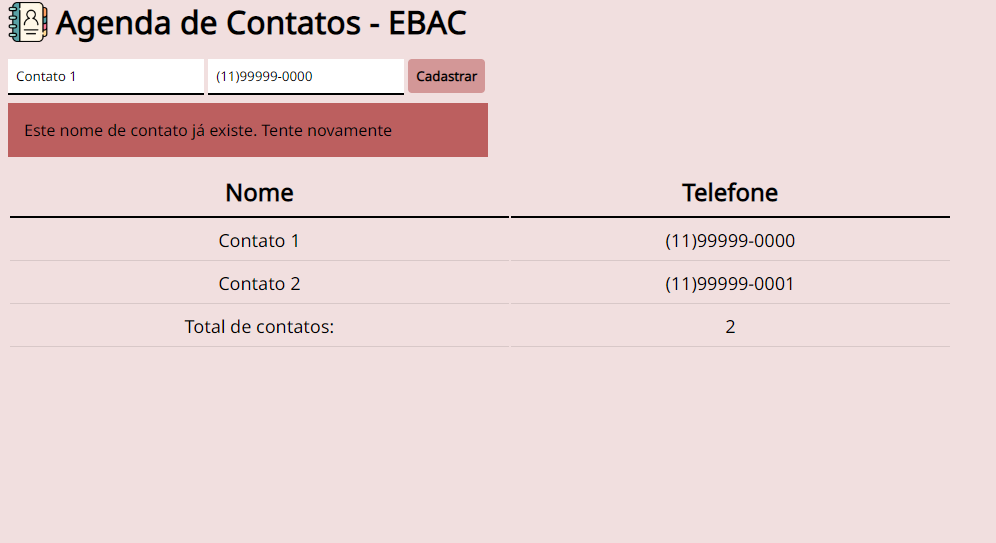 Agenda de Contatos - EBAC
Contato 1 (11)99999-0000 Cadastrar
Este nome de contato já existe. Tente novamente
Nome Telefone
Contato 1 (11)99999-0000
Contato 2 (11)99999-0001
Total de contatos: 2